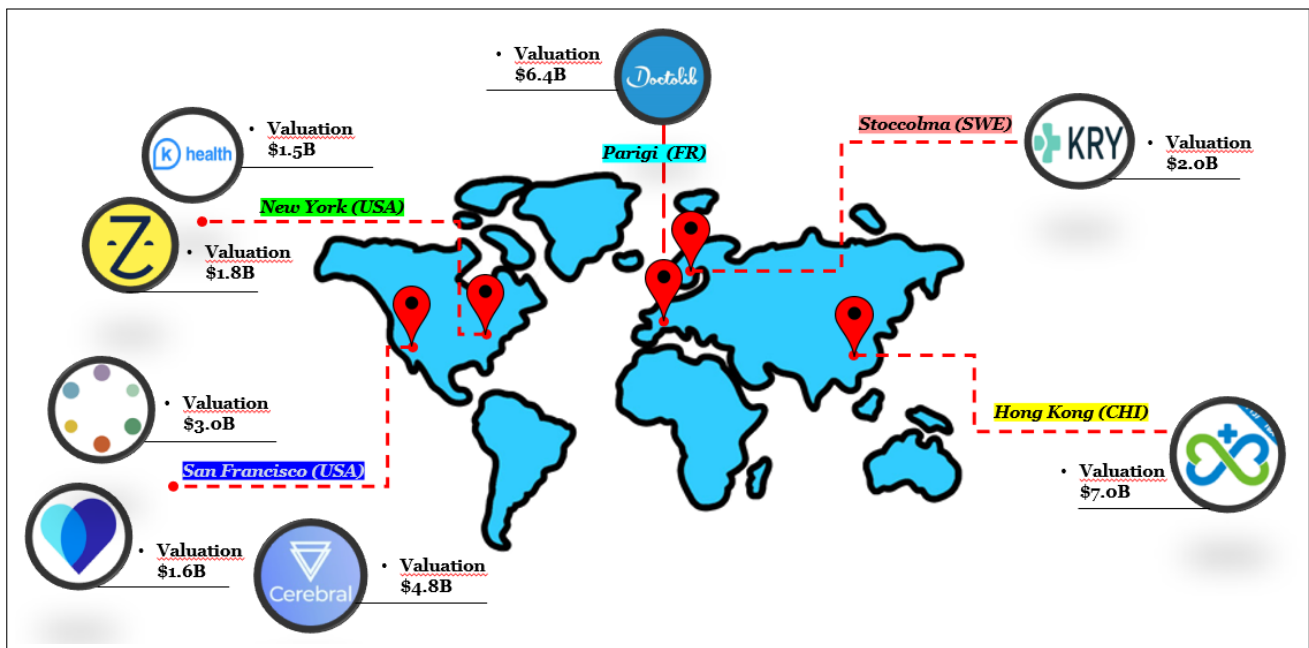 • Valuation
$6.4B
Doctolib
Stoccolma (SWE)
KRY
• Valuation
$2.0B
Parigi (FR)
k health
• Valuation
$1.5B
New York (USA)
Z
• Valuation
$1.8B
• Valuation
$3.0B
San Francisco (USA)
Hong Kong (CHI)
• Valuation
$7.0B
• Valuation
$1.6B
Cerebral
• Valuation
$4.8B